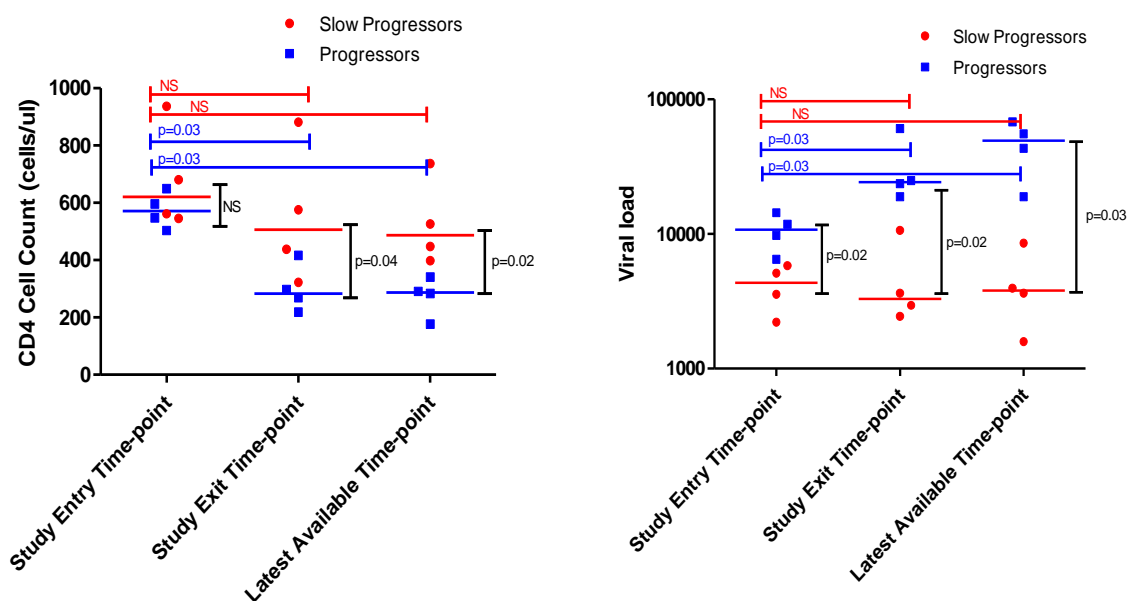 Slow Progressors
Progressors
CD4 Cell Count (cells/ul)
1000
800
600
400
200
0
NS
NS
p=0.03
p=0.03
NS
p=0.04
p=0.02
Study Entry Time-point
Study Exit Time-point
Latest Available Time-point
Slow Progressors
Progressors
Viral load
100000
10000
1000
NS
NS
p=0.03
p=0.03
p=0.02
p=0.02
p=0.03
Study Entry Time-point
Study Exit Time-point
Latest Available Time-point